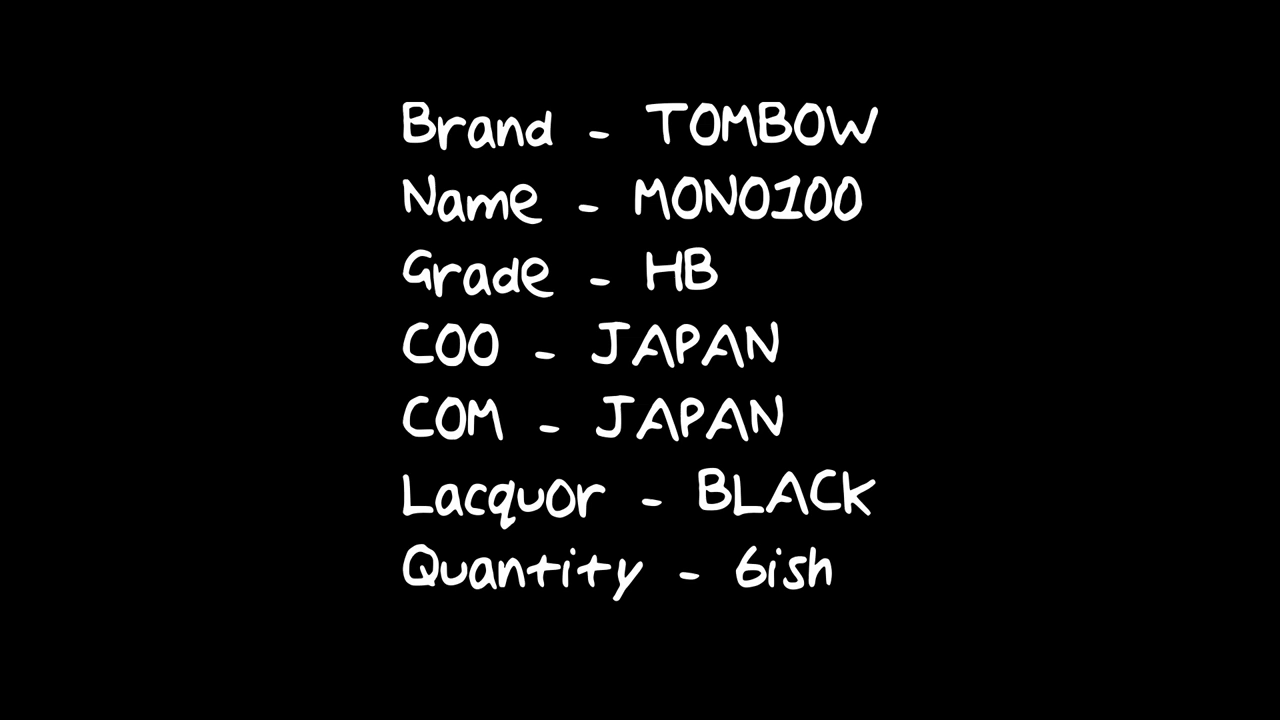 Brand - TOMBOW
Name - MONO100
Grade - HB
COO - JAPAN
COM - JAPAN
Lacquor - BLACK
Quantity - 6ish